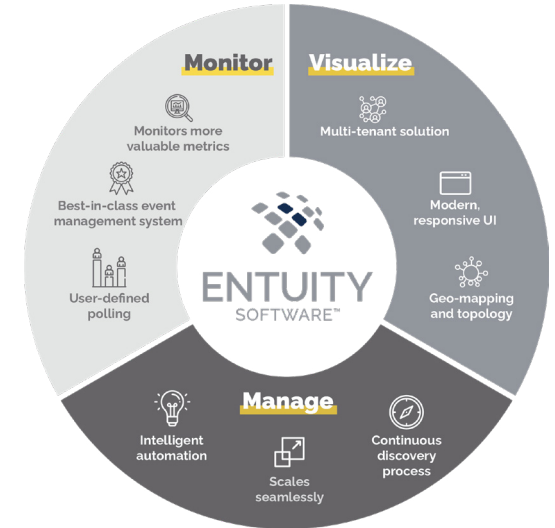 Monitor
Monitors more
valuable metrics
Best-in-class event
management system
User-defined
polling
Visualize
Multi-tenant solution
Modern,
responsive UI
Geo-mapping
and topology
ENTUITY
SOFTWARE™
Manage
Intelligent
automation
Scales
seamlessly
Continuous
discovery
process